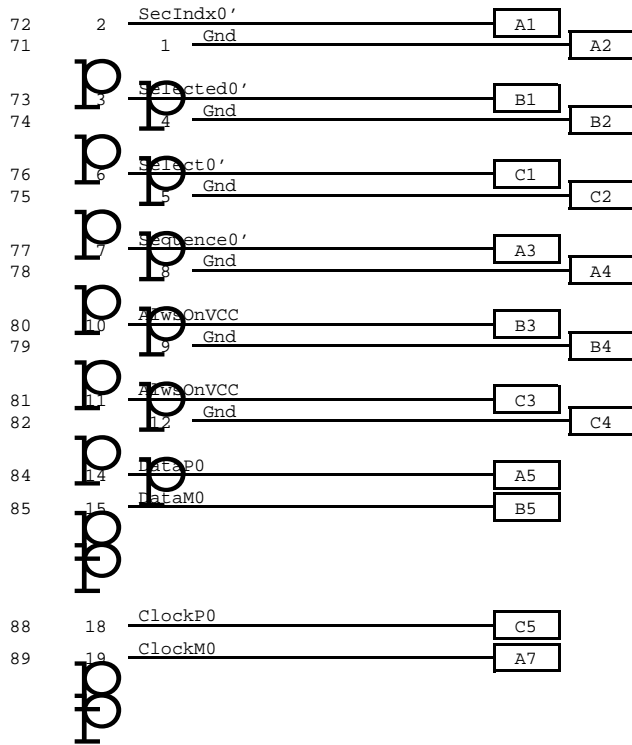 72 2 SecIndx0' A1
71 1 Gnd A2
p
73 3 Selected0' B1
p
74 4 Gnd B2
p
76 6 Select0' C1
p
75 5 Gnd C2
p
77 7 Sequence0' A3
p
78 8 Gnd A4
p
80 10 AlwsOnVCC B3
p
79 9 Gnd B4
p
81 11 AlwsOnVCC C3
p
82 12 Gnd C4
p
84 14 DataP0 A5
p
85 15 DataM0 B5
p
p
88 18 ClockP0 C5
89 19 ClockM0 A7
p
p